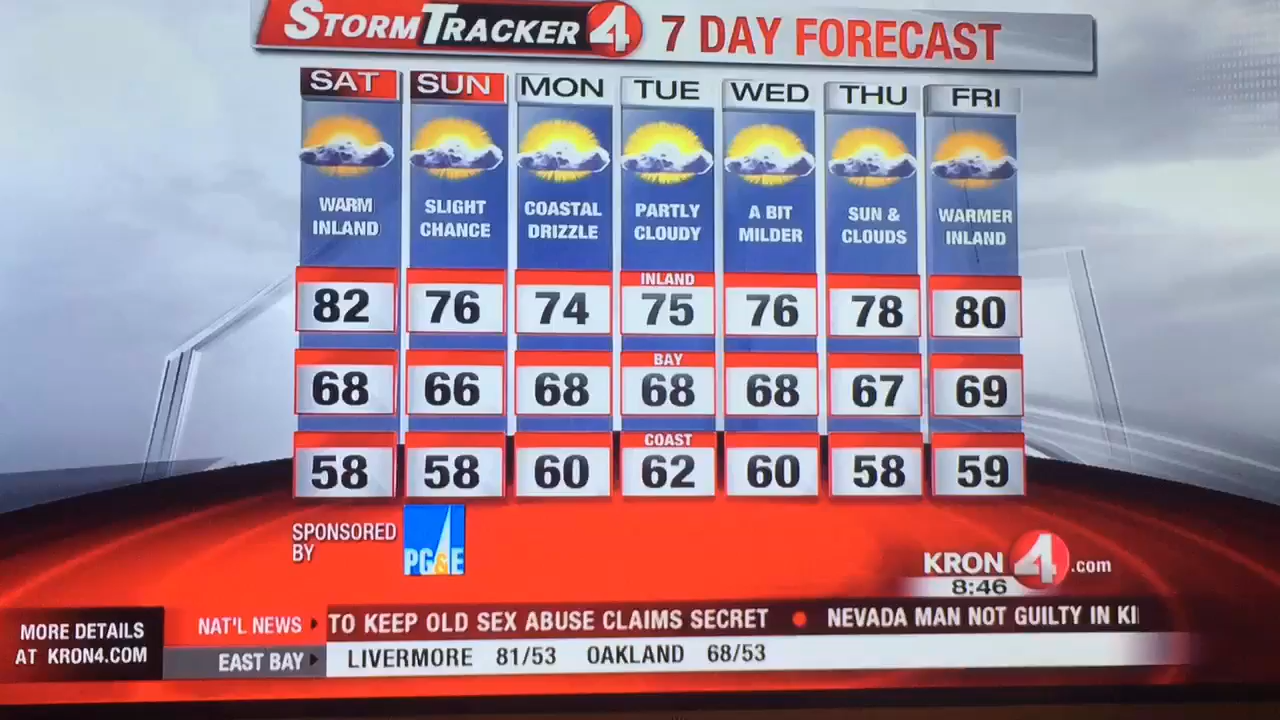 STORMTRACKER 4 7 DAY FORECAST
SAT SUN MON TUE WED THU FRI
WARM INLAND
SLIGHT CHANCE
COASTAL DRIZZLE
PARTLY CLOUDY
A BIT MILDER
SUN & CLOUDS
WARMER INLAND
INLAND
82 76 74 75 76 78 80
BAY
68 66 68 68 68 67 69
COAST
58 58 60 62 60 58 59
SPONSORED BY
PG&E
KRON 4.com
8:46
MORE DETAILS
AT KRON4.COM
NAT'L NEWS TO KEEP OLD SEX ABUSE CLAIMS SECRET NEVADA MAN NOT GUILTY IN KI
EAST BAY LIVERMORE 81/53 OAKLAND 68/53